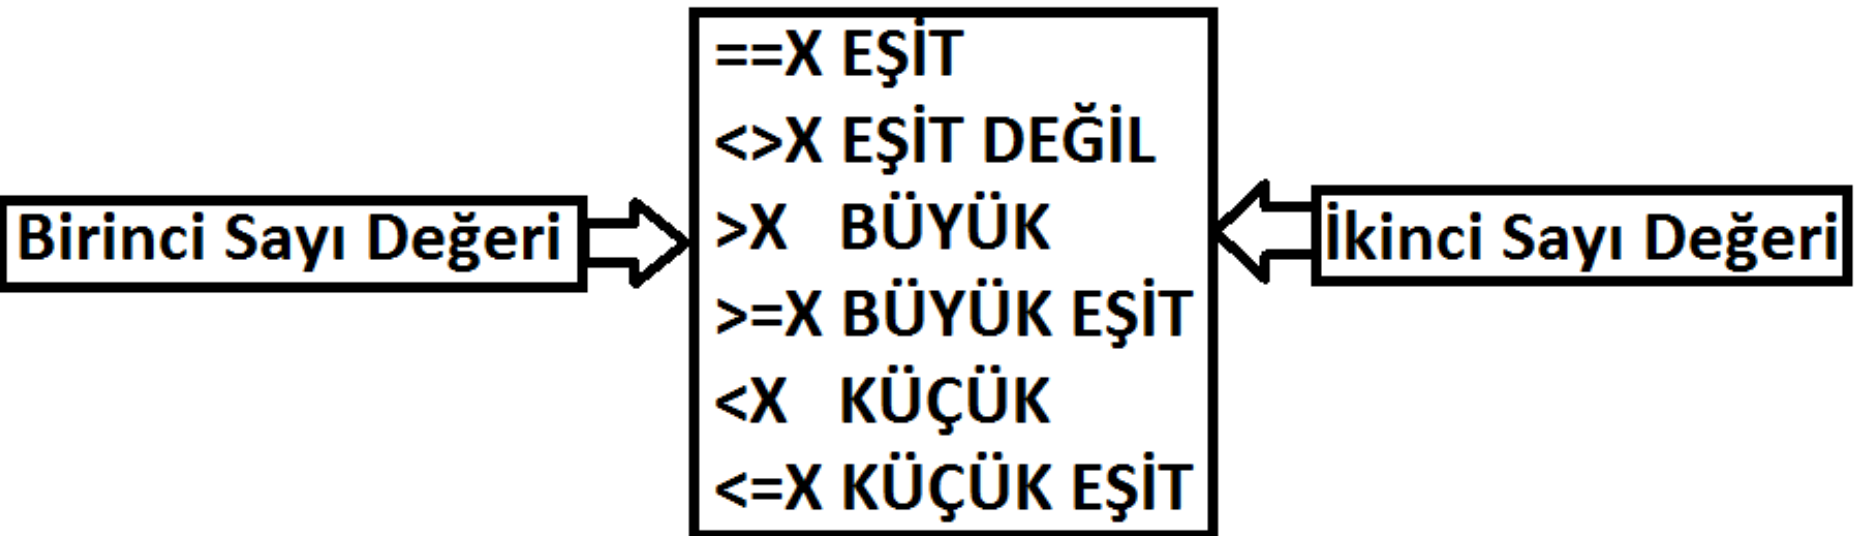 ==X EŞİT
<>X EŞİT DEĞİL
Birinci Sayı Değeri
>X BÜYÜK
İkinci Sayı Değeri
>=X BÜYÜK EŞİT
<X KÜÇÜK
<=X KÜÇÜK EŞİT